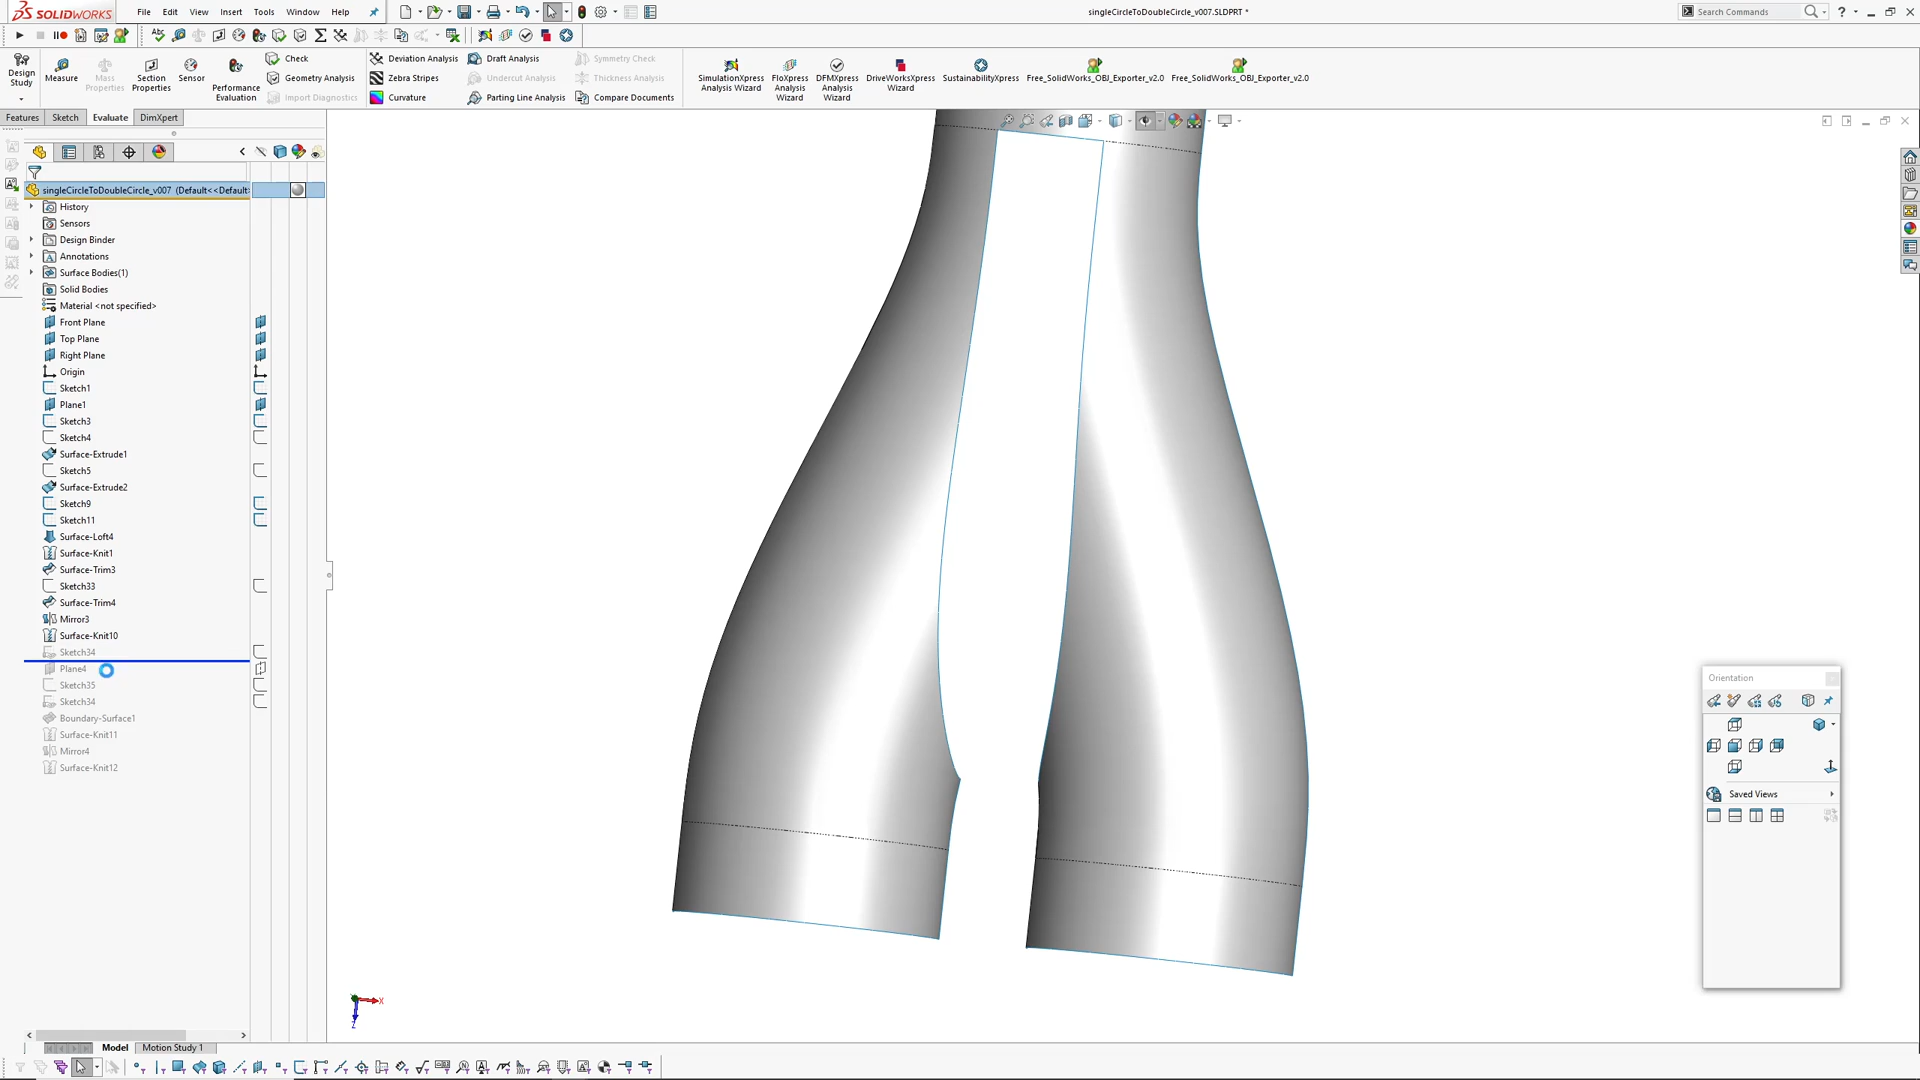 SOLIDWORKS File Edit View Insert Tools Window Help singleCircleToDoubleCircle_v007.SLDPRT * Search Commands
Design Study
Measure
Mass Properties
Section Properties
Sensor
Performance Evaluation
Check
Geometry Analysis
Import Diagnostics
Deviation Analysis
Zebra Stripes
Curvature
Draft Analysis
Undercut Analysis
Parting Line Analysis
Symmetry Check
Thickness Analysis
Compare Documents
SimulationXpress Analysis Wizard
FloXpress Analysis Wizard
DFMXpress Analysis Wizard
DriveWorksXpress Wizard
SustainabilityXpress
Free_SolidWorks_OBJ_Exporter_v2.0
Free_SolidWorks_OBJ_Exporter_v2.0
Features Sketch Evaluate DimXpert
singleCircleToDoubleCircle_v007 (Default<<Default>
History
Sensors
Design Binder
Annotations
Surface Bodies(1)
Solid Bodies
Material <not specified>
Front Plane
Top Plane
Right Plane
Origin
Sketch1
Plane1
Sketch3
Sketch4
Surface-Extrude1
Sketch5
Surface-Extrude2
Sketch9
Sketch11
Surface-Loft4
Surface-Knit1
Surface-Trim3
Sketch33
Surface-Trim4
Mirror3
Surface-Knit10
Sketch34
Plane4
Sketch35
Sketch34
Boundary-Surface1
Surface-Knit11
Mirror4
Surface-Knit12
Orientation
Saved Views
X
Z
Model Motion Study 1